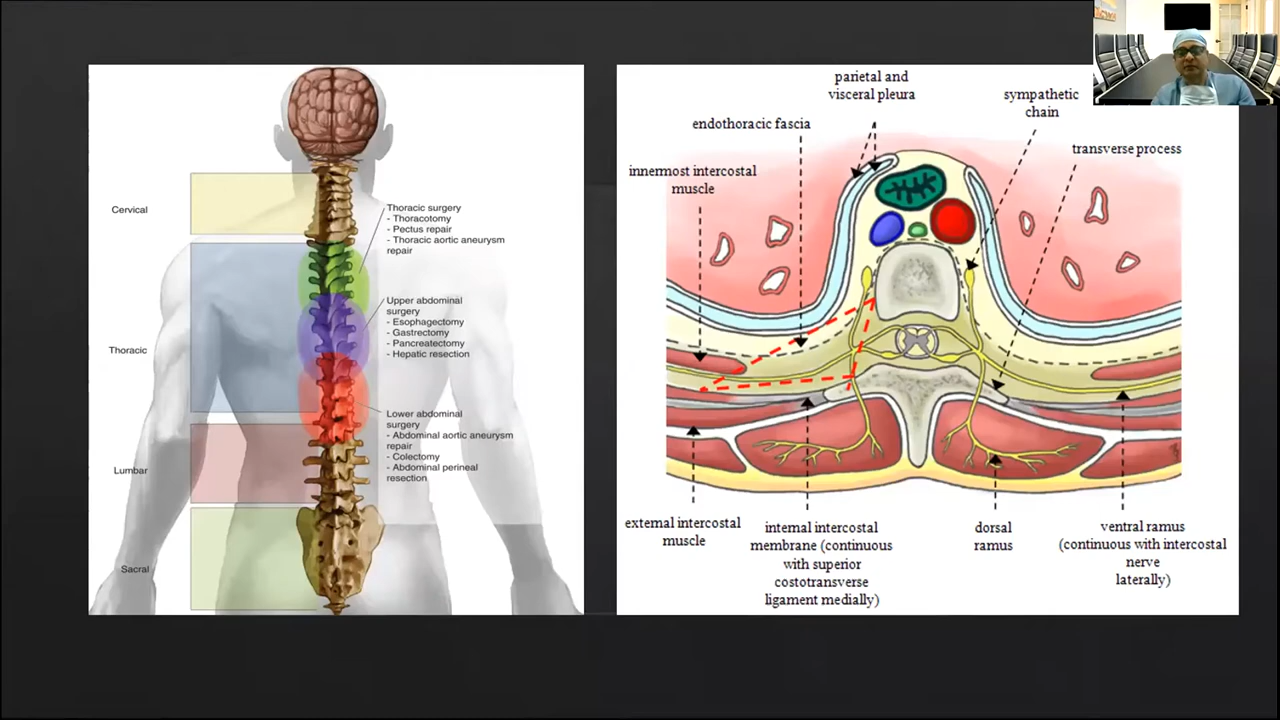 Cervical
Thoracic
Lumbar
Sacral
Thoracic surgery
- Thoracotomy
- Pectus repair
- Thoracic aortic aneurysm
repair
Upper abdominal
surgery
- Esophagectomy
- Gastrectomy
- Pancreatectomy
- Hepatic resection
Lower abdominal
surgery
- Abdominal aortic aneurysm
repair
- Colectomy
- Abdominal perineal
resection
parietal and
visceral pleura
sympathetic
chain
endothoracic fascia
transverse process
innermost intercostal
muscle
external intercostal
muscle
internal intercostal
membrane (continuous
with superior
costotransverse
ligament medially)
dorsal
ramus
ventral ramus
(continuous with intercostal
nerve
laterally)